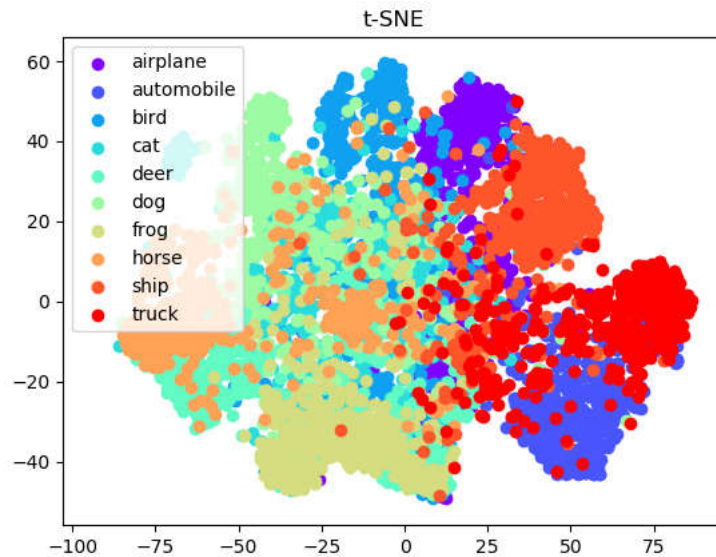 t-SNE
60
40
20
0
−20
−40
airplane
automobile
bird
cat
deer
dog
frog
horse
ship
truck
−100 −75 −50 −25 0 25 50 75